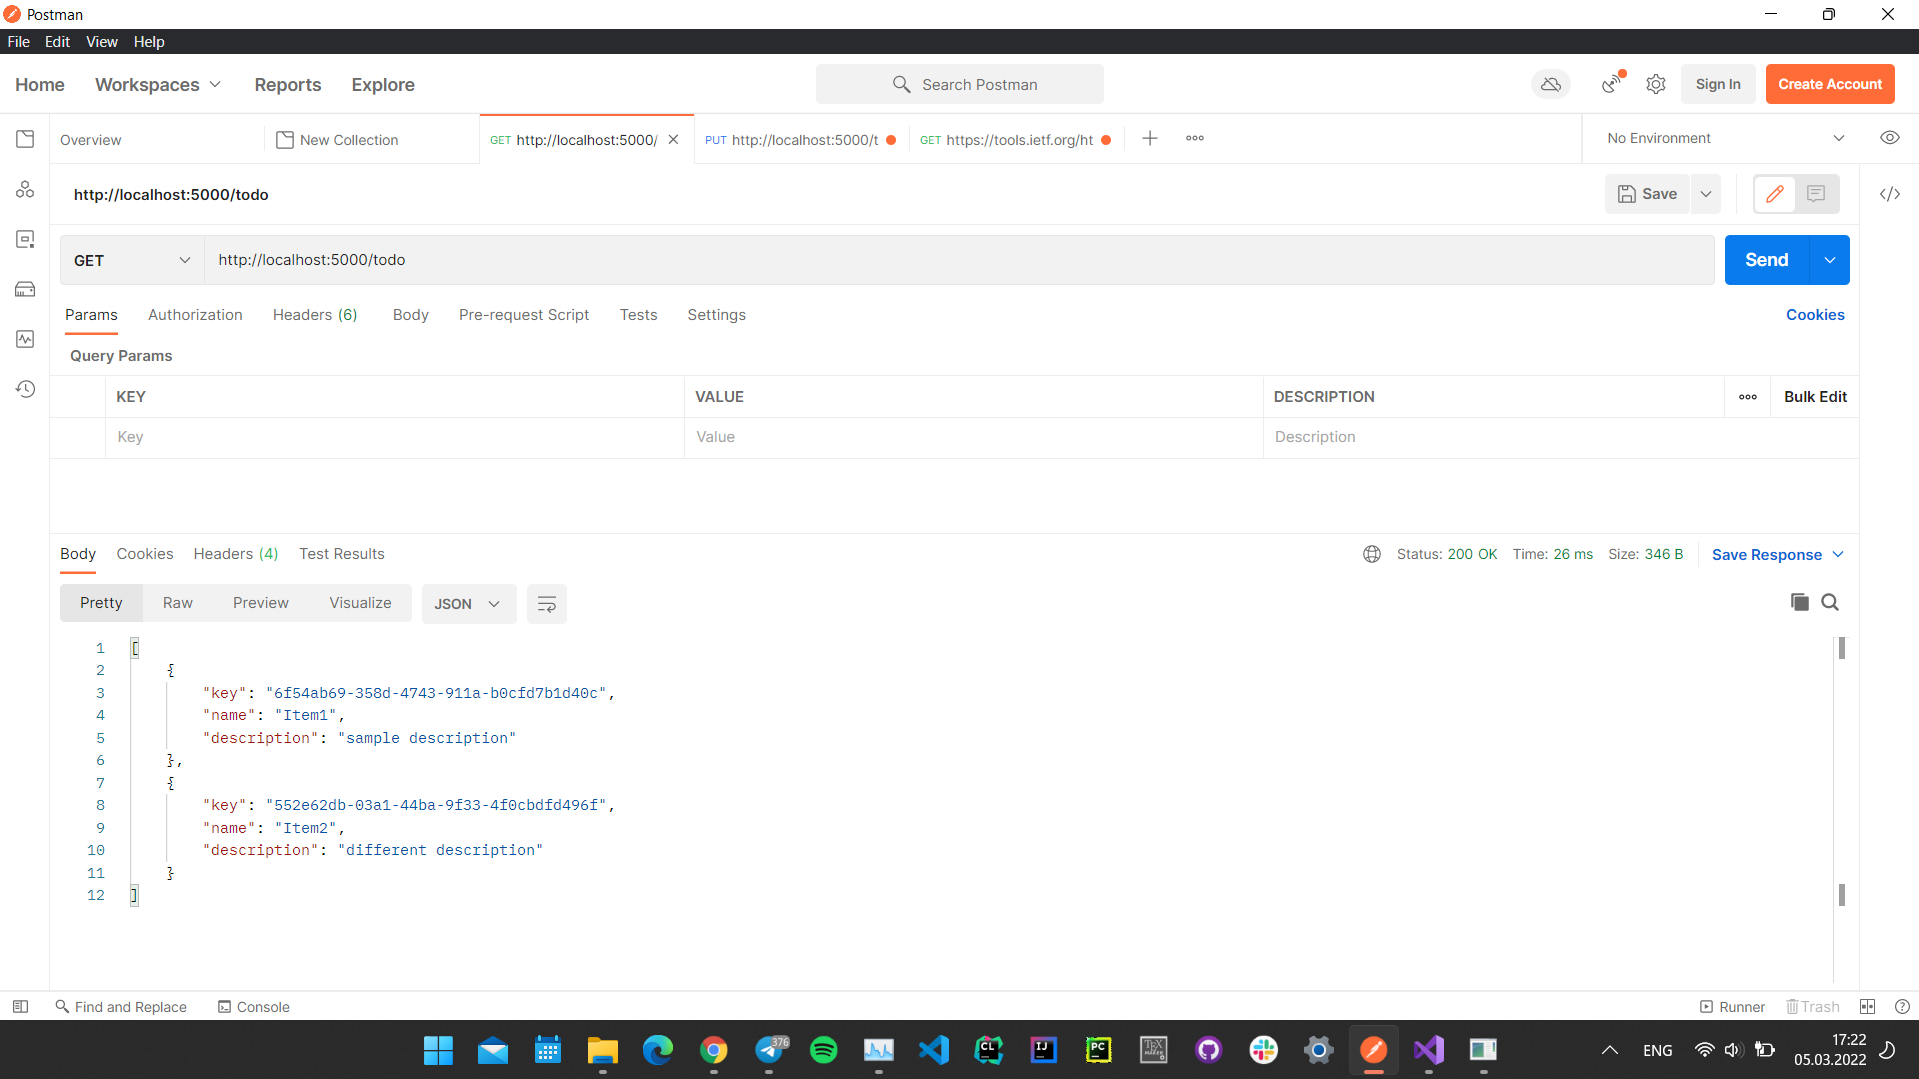 Postman
File Edit View Help
Home Workspaces Reports Explore Search Postman Sign In Create Account
Overview New Collection GET http://localhost:5000/ PUT http://localhost:5000/t GET https://tools.ietf.org/ht No Environment
http://localhost:5000/todo Save
GET http://localhost:5000/todo Send
Params Authorization Headers (6) Body Pre-request Script Tests Settings Cookies
Query Params
KEY VALUE DESCRIPTION Bulk Edit
Key Value Description
Body Cookies Headers (4) Test Results Status: 200 OK Time: 26 ms Size: 346 B Save Response
Pretty Raw Preview Visualize JSON
1 [
2 {
3 "key": "6f54ab69-358d-4743-911a-b0cfd7b1d40c",
4 "name": "Item1",
5 "description": "sample description"
6 },
7 {
8 "key": "552e62db-03a1-44ba-9f33-4f0cbdfd496f",
9 "name": "Item2",
10 "description": "different description"
11 }
12 ]
Find and Replace Console Runner Trash
376 CL IJ PC TEX MAKER ENG 17:22
05.03.2022